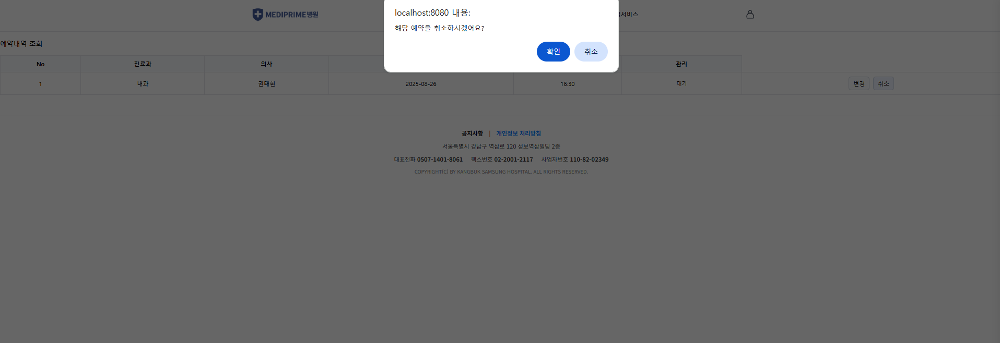 MEDIPRIME병원
localhost:8080 내용:
서비스
해당 예약을 취소하시겠어요?
확인 취소
예약내역 조회
No 진료과 의사 관리
1 내과 권태현 2025-08-26 16:30 대기 변경 취소
공지사항 | 개인정보 처리방침
서울특별시 강남구 역삼로 120 성보역삼빌딩 2층
대표전화 0507-1401-8061 팩스번호 02-2001-2117 사업자번호 110-82-02349
COPYRIGHT(C) BY KANGBUK SAMSUNG HOSPITAL. ALL RIGHTS RESERVED.